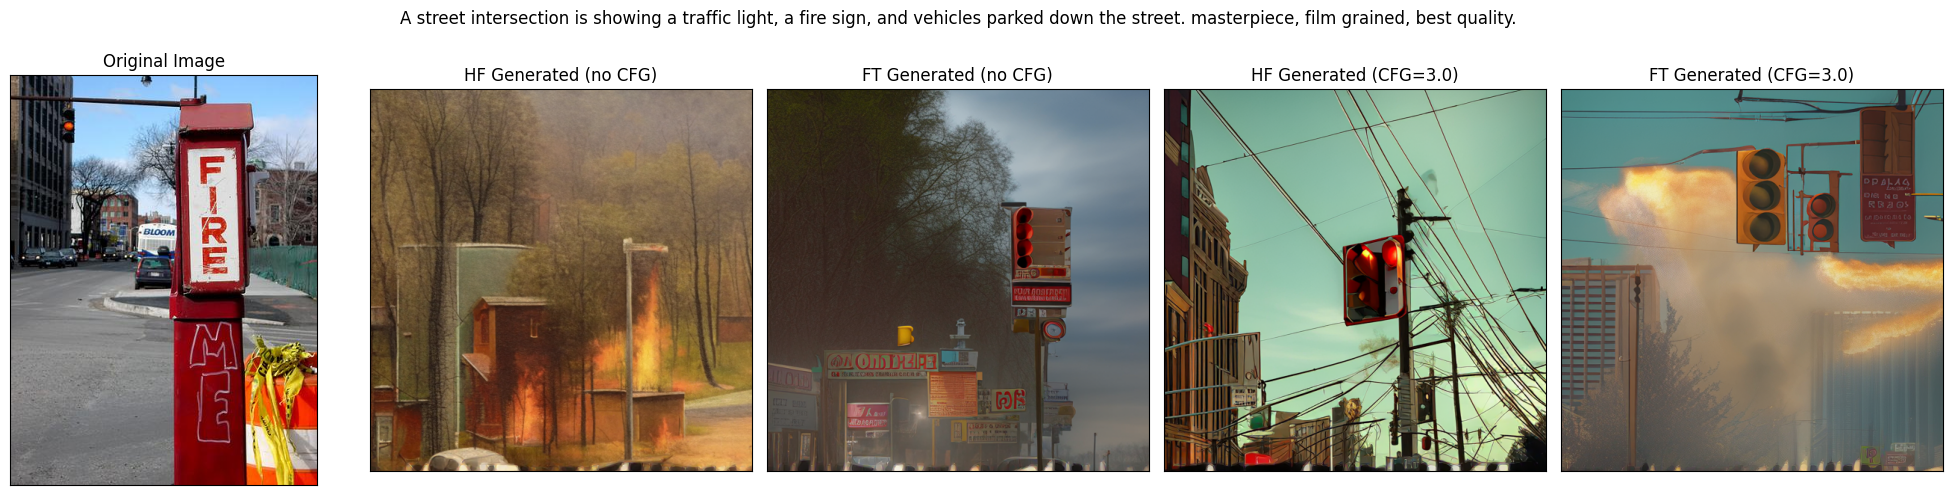 A street intersection is showing a traffic light, a fire sign, and vehicles parked down the street. masterpiece, film grained, best quality.
Original Image
HF Generated (no CFG)
FT Generated (no CFG)
HF Generated (CFG=3.0)
FT Generated (CFG=3.0)
BLOOM
FIRE
ME